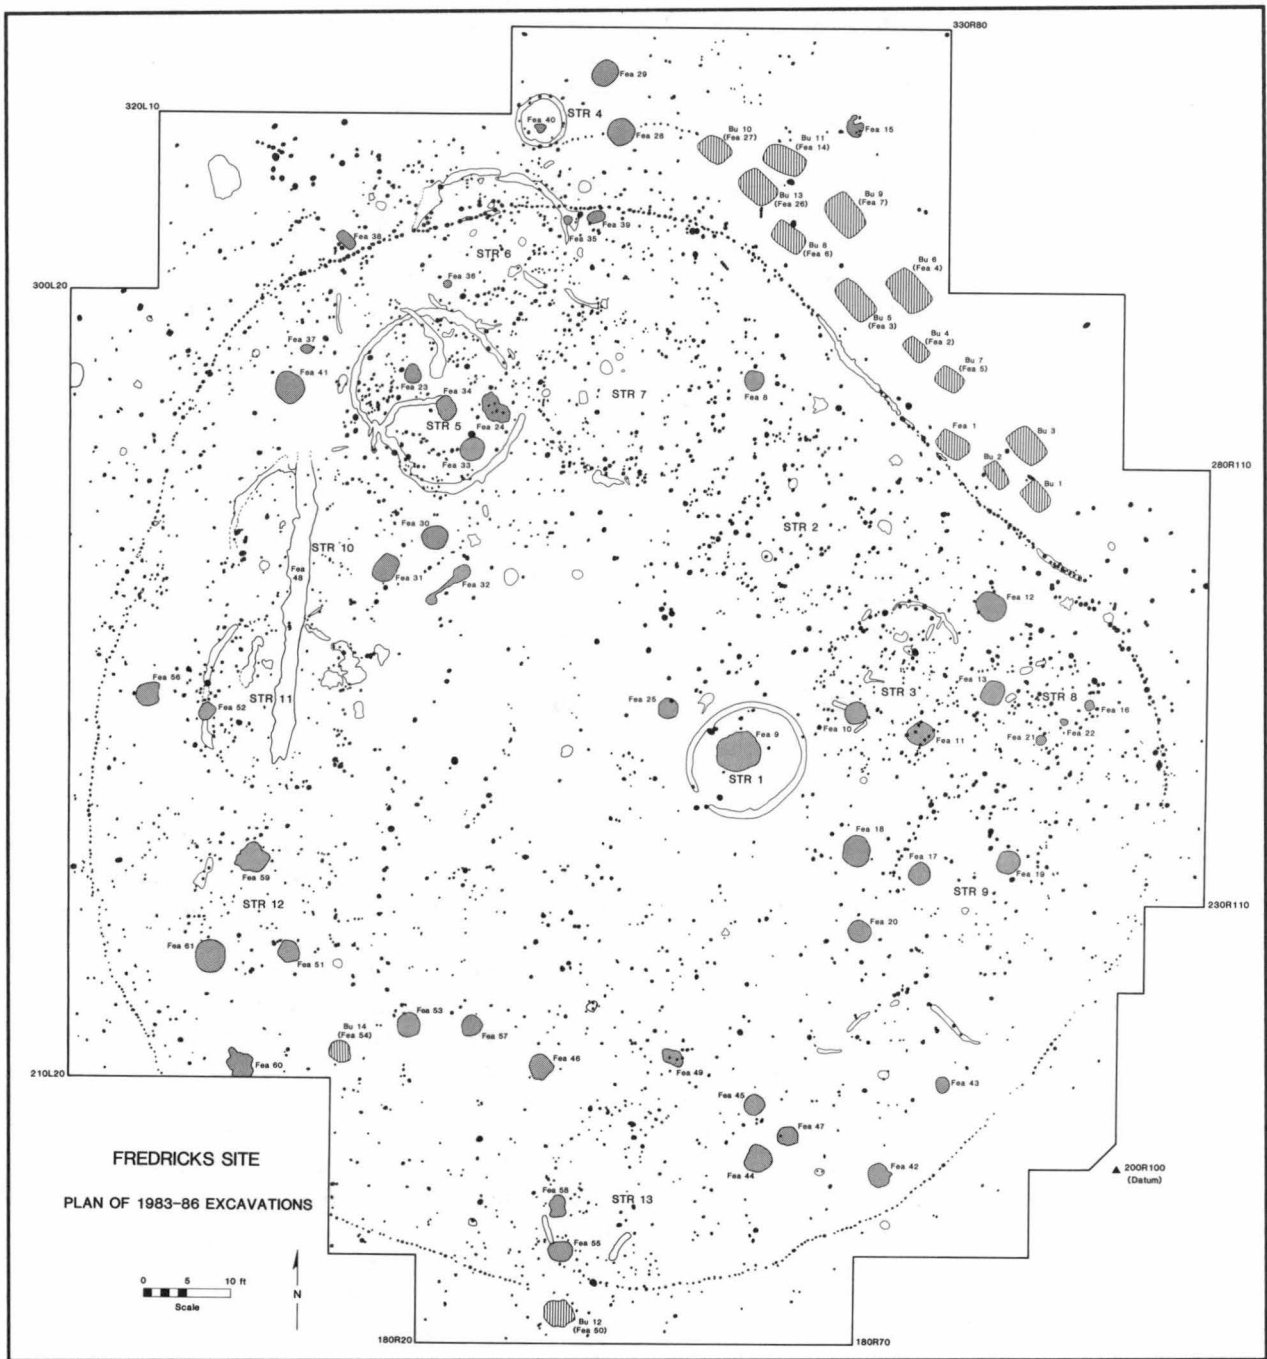 330R80
Fea 29
320L10
STR 4
Fea 40
Fea 28
Bu 10
(Fea 27)
Bu 11
(Fea 14)
Fea 15
Bu 13
(Fea 26)
Bu 9
(Fea 7)
Fea 38
Fea 35
Fea 39
Bu 8
(Fea 6)
STR 6
Bu 6
(Fea 4)
300L20
Fea 36
Bu 5
(Fea 3)
Bu 4
(Fea 2)
Fea 37
Bu 7
(Fea 5)
Fea 41
Fea 23
Fea 34
STR 7
Fea 8
Fea 24
STR 5
Fea 1
Bu 3
Fea 33
Bu 2
280R110
Bu 1
Fea 30
STR 2
STR 10
Fea
48
Fea 31
Fea 32
Fea 12
Fea 56
STR 3
Fea 13
STR 8
STR 11
Fea 52
Fea 25
Fea 16
Fea 10
Fea 9
Fea 11
Fea 21
Fea 22
STR 1
Fea 18
Fea 17
Fea 59
Fea 19
STR 9
STR 12
230R110
Fea 20
Fea 61
Fea 51
Fea 53
Bu 14
(Fea 54)
Fea 57
Fea 60
Fea 46
Fea 49
210L20
Fea 43
Fea 45
Fea 47
FREDRICKS SITE
200R100
(Datum)
Fea 44
Fea 42
Fea 58
STR 13
PLAN OF 1983-86 EXCAVATIONS
Fea 55
0 5 10 ft
Scale
N
Bu 12
(Fea 50)
180R20
180R70